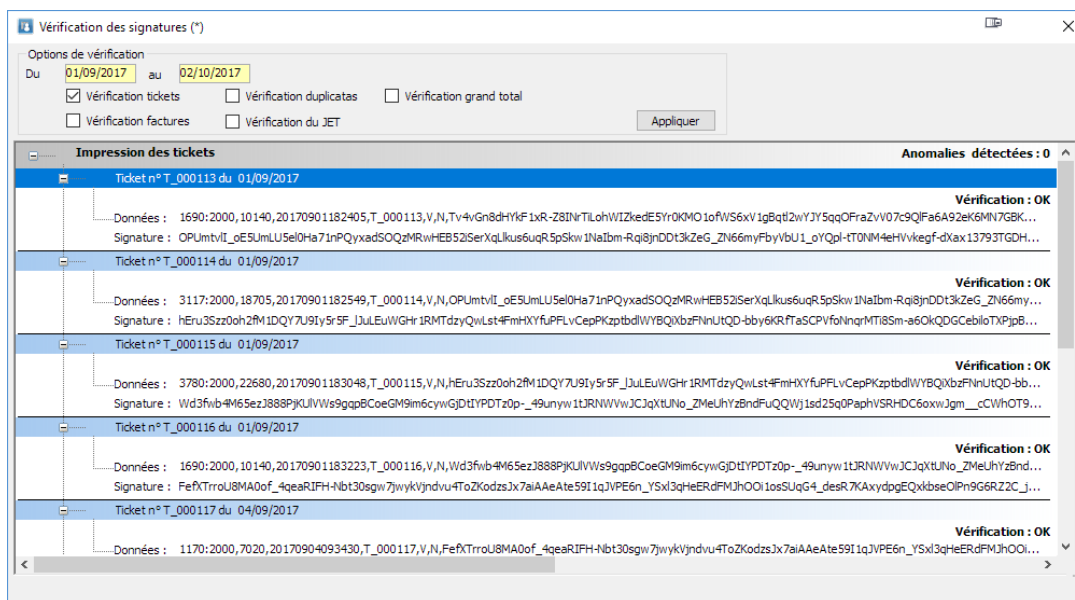 Vérification des signatures (*)
Options de vérification
Du 01/09/2017 au 02/10/2017
Vérification tickets Vérification duplicatas Vérification grand total
Vérification factures Vérification du JET Appliquer
Impression des tickets Anomalies détectées : 0
Ticket n° T_000113 du 01/09/2017
Vérification : OK
Données : 1690:2000,10140,20170901182405,T_000113,V,N,Tv4vGn8dHYkF1xR-Z8INrTiLohWIZkedE5Yr0KMO1ofWS6xV1gBqtl2wYJY5qqOFraZvV07c9QlFa6A92eK6MN7GBK...
Signature : OPUmtvlI_oE5UmLU5el0Ha71nPQyxadSOQzMRwHEB52iSerXqLlkus6uqR5pSkw1NaIbm-Rqi8jnDDt3kZeG_ZN66myFbyVbU1_oYQpl-tT0NM4eHVvkegf-dXax13793TGDH...
Ticket n° T_000114 du 01/09/2017
Vérification : OK
Données : 3117:2000,18705,20170901182549,T_000114,V,N,OPUmtvlI_oE5UmLU5el0Ha71nPQyxadSOQzMRwHEB52iSerXqLlkus6uqR5pSkw1NaIbm-Rqi8jnDDt3kZeG_ZN66my...
Signature : hEru3Szz0oh2fM1DQY7U9Iy5r5F_lJuLEuWGHr1RMTdzyQwLst4FmHXYfuPFLvCepPKzptbdlWYBQiXbzFNnUtQD-bby6KRfTaSCPVfoNnqrMTi8Sm-a6OkQDGCebiloTXPjpB...
Ticket n° T_000115 du 01/09/2017
Vérification : OK
Données : 3780:2000,22680,20170901183048,T_000115,V,N,hEru3Szz0oh2fM1DQY7U9Iy5r5F_lJuLEuWGHr1RMTdzyQwLst4FmHXYfuPFLvCepPKzptbdlWYBQiXbzFNnUtQD-bb...
Signature : Wd3fwb4M65ezJ888PjKUlVWs9gqpBCoeGM9im6cywGjDtIYPDTz0p-_49unyw1tJRNWVwJCJqXtUNo_ZMeUhYzBndFuQQWj1sd25q0PaphVSRHDC6oxwJgm__cCWhOT9...
Ticket n° T_000116 du 01/09/2017
Vérification : OK
Données : 1690:2000,10140,20170901183223,T_000116,V,N,Wd3fwb4M65ezJ888PjKUlVWs9gqpBCoeGM9im6cywGjDtIYPDTz0p-_49unyw1tJRNWVwJCJqXtUNo_ZMeUhYzBnd...
Signature : FefXTrroU8MA0of_4qeaRIFH-Nbt30sgw7jwykVjndvu4ToZKodzsJx7aiAAeAte59I1qJVPE6n_YSxl3qHeERdFMJhOOi1osSUqG4_desR7KAxydpgEQxkbseOlPn9G6RZ2C_j...
Ticket n° T_000117 du 04/09/2017
Vérification : OK
Données : 1170:2000,7020,20170904093430,T_000117,V,N,FefXTrroU8MA0of_4qeaRIFH-Nbt30sgw7jwykVjndvu4ToZKodzsJx7aiAAeAte59I1qJVPE6n_YSxl3qHeERdFMJhOOi...